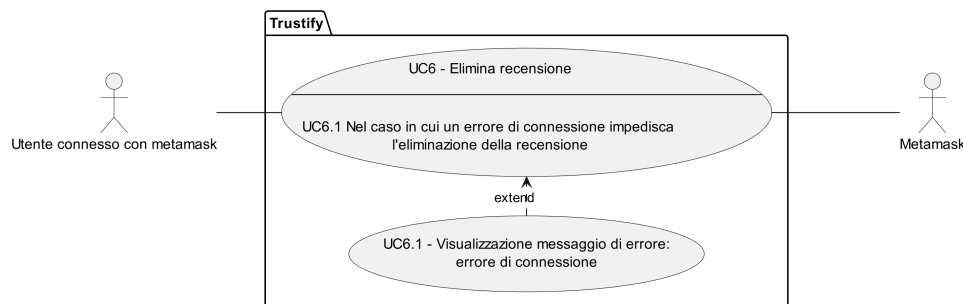 Trustify
UC6 - Elimina recensione
UC6.1 Nel caso in cui un errore di connessione impedisca
l'eliminazione della recensione
Utente connesso con metamask
Metamask
extend
UC6.1 - Visualizzazione messaggio di errore:
errore di connessione